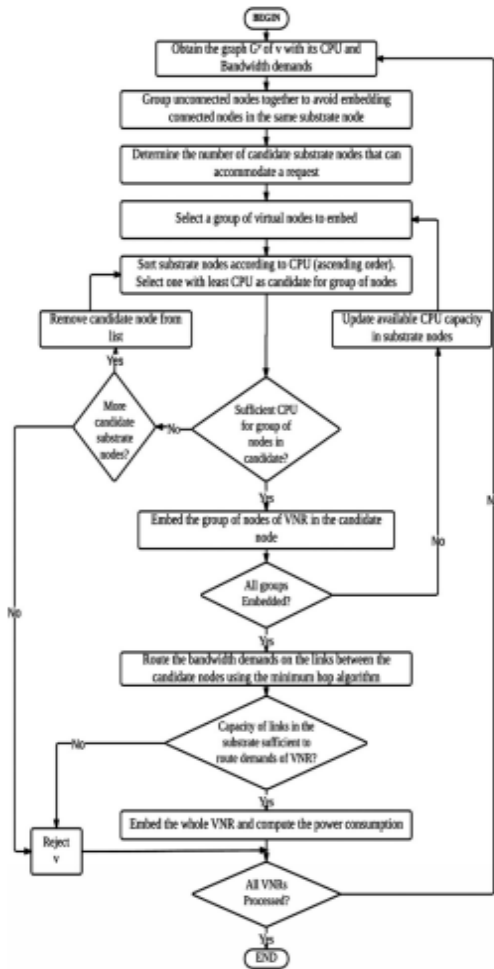 BEGIN
Obtain the graph Gᵛ of v with its CPU and
Bandwidth demands
Group unconnected nodes together to avoid embedding
connected nodes in the same substrate node
Determine the number of candidate substrate nodes that can
accommodate a request
Select a group of virtual nodes to embed
Sort substrate nodes according to CPU (ascending order).
Select one with least CPU as candidate for group of nodes
Remove candidate node from
list
Update available CPU capacity
in substrate nodes
Yes
More
candidate
substrate
nodes?
No
Sufficient CPU
for group of
nodes in
candidate?
Yes
N
Embed the group of nodes of VNR in the candidate
node
No
All groups
Embedded?
No
Yes
Route the bandwidth demands on the links between the
candidate nodes using the minimum hop algorithm
Capacity of links in the
substrate sufficient to
route demands of VNR?
No
Yes
Embed the whole VNR and compute the power consumption
Reject
v
All VNRs
Processed?
Yes
END